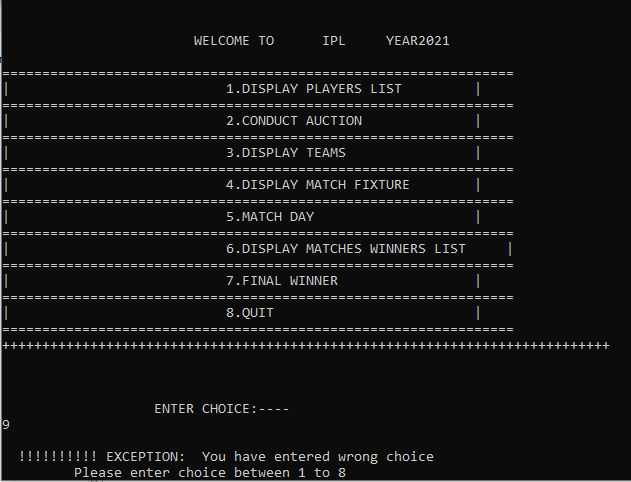 WELCOME TO      IPL     YEAR2021
================================================================
|                           1.DISPLAY PLAYERS LIST         |
================================================================
|                           2.CONDUCT AUCTION              |
================================================================
|                           3.DISPLAY TEAMS                |
================================================================
|                           4.DISPLAY MATCH FIXTURE        |
================================================================
|                           5.MATCH DAY                    |
================================================================
|                           6.DISPLAY MATCHES WINNERS LIST     |
================================================================
|                           7.FINAL WINNER                 |
================================================================
|                           8.QUIT                         |
================================================================
++++++++++++++++++++++++++++++++++++++++++++++++++++++++++++++++++++++++++++
ENTER CHOICE:----
9
!!!!!!!!!! EXCEPTION:  You have entered wrong choice
Please enter choice between 1 to 8